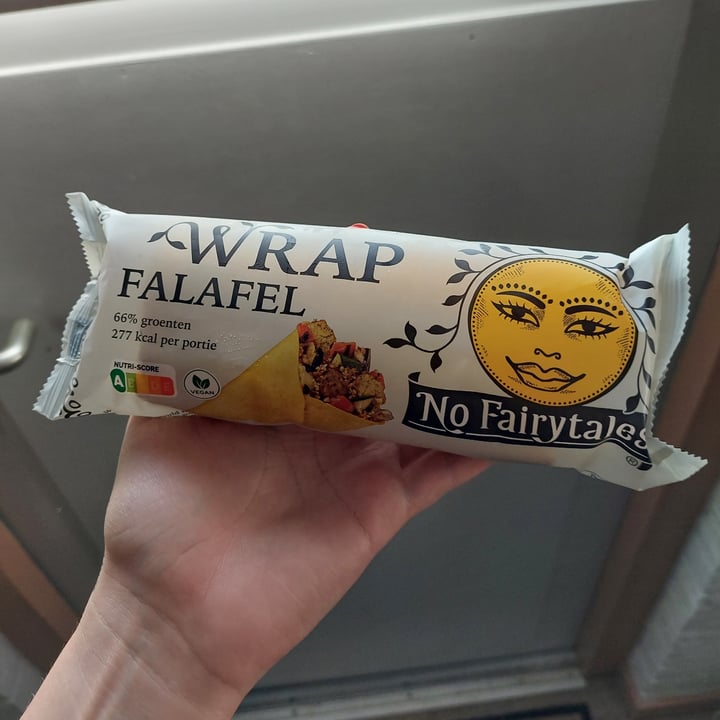 WRAP
FALAFEL
66% groenten
277 kcal per portie
NUTRI-SCORE
A
VEGAN
No Fairytales
®